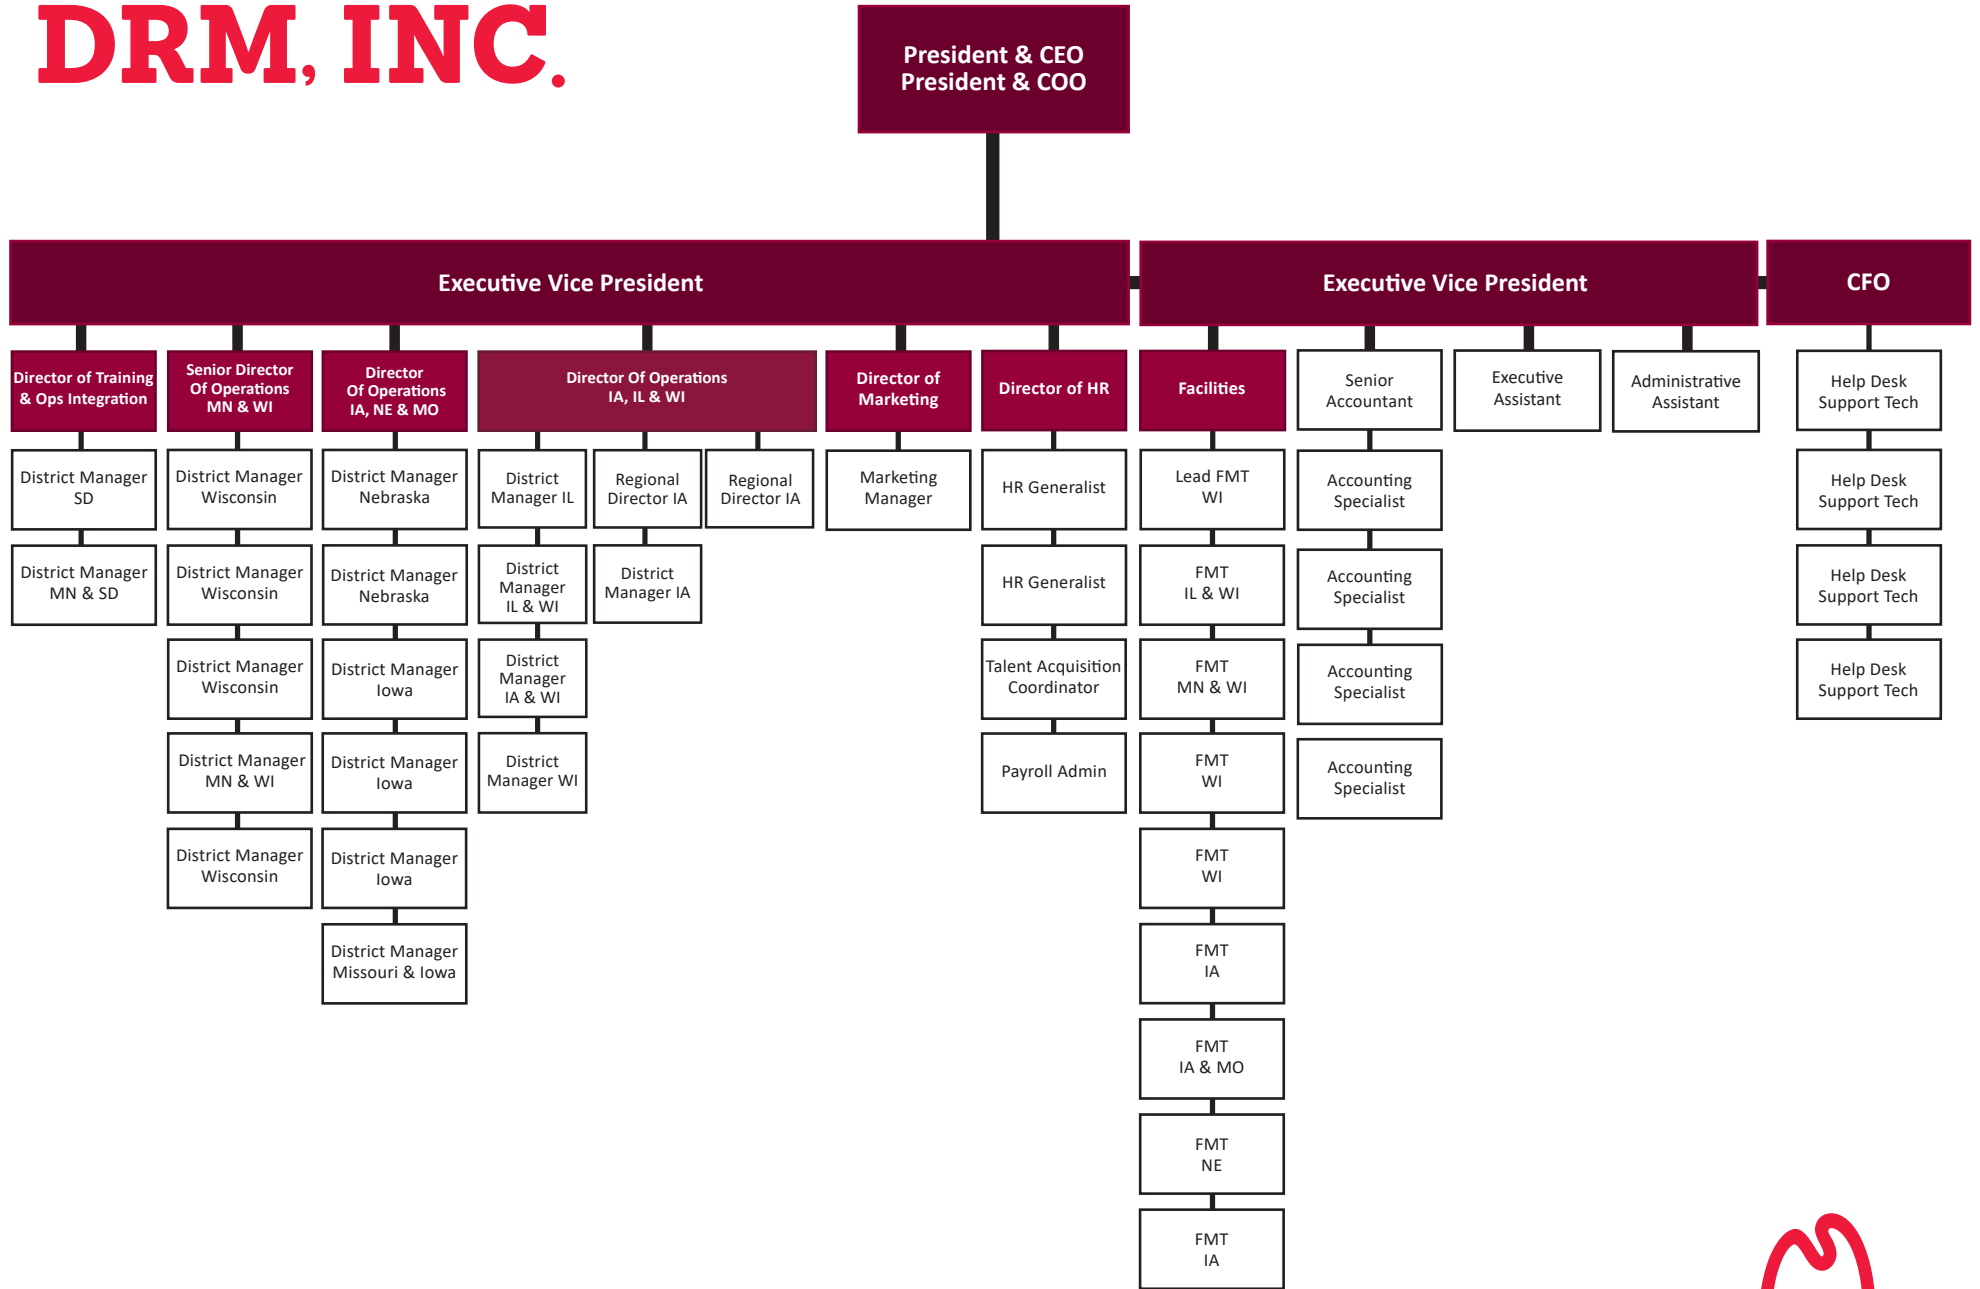 DRM, INC.
President & CEO
President & COO
Executive Vice President
Executive Vice President
CFO
Director of Training
& Ops Integration
District Manager
SD
District Manager
MN & SD
Senior Director
Of Operations
MN & WI
District Manager
Wisconsin
District Manager
Wisconsin
District Manager
Wisconsin
District Manager
MN & WI
District Manager
Wisconsin
Director
Of Operations
IA, NE & MO
District Manager
Nebraska
District Manager
Nebraska
District Manager
Iowa
District Manager
Iowa
District Manager
Iowa
District Manager
Missouri & Iowa
Director Of Operations
IA, IL & WI
District
Manager IL
District
Manager
IL & WI
District
Manager
IA & WI
District
Manager WI
Regional
Director IA
District
Manager IA
Regional
Director IA
Director of
Marketing
Marketing
Manager
Director of HR
HR Generalist
HR Generalist
Talent Acquisition
Coordinator
Payroll Admin
Facilities
Lead FMT
WI
FMT
IL & WI
FMT
MN & WI
FMT
WI
FMT
WI
FMT
IA
FMT
IA & MO
FMT
NE
FMT
IA
Senior
Accountant
Accounting
Specialist
Accounting
Specialist
Accounting
Specialist
Accounting
Specialist
Executive
Assistant
Administrative
Assistant
Help Desk
Support Tech
Help Desk
Support Tech
Help Desk
Support Tech
Help Desk
Support Tech